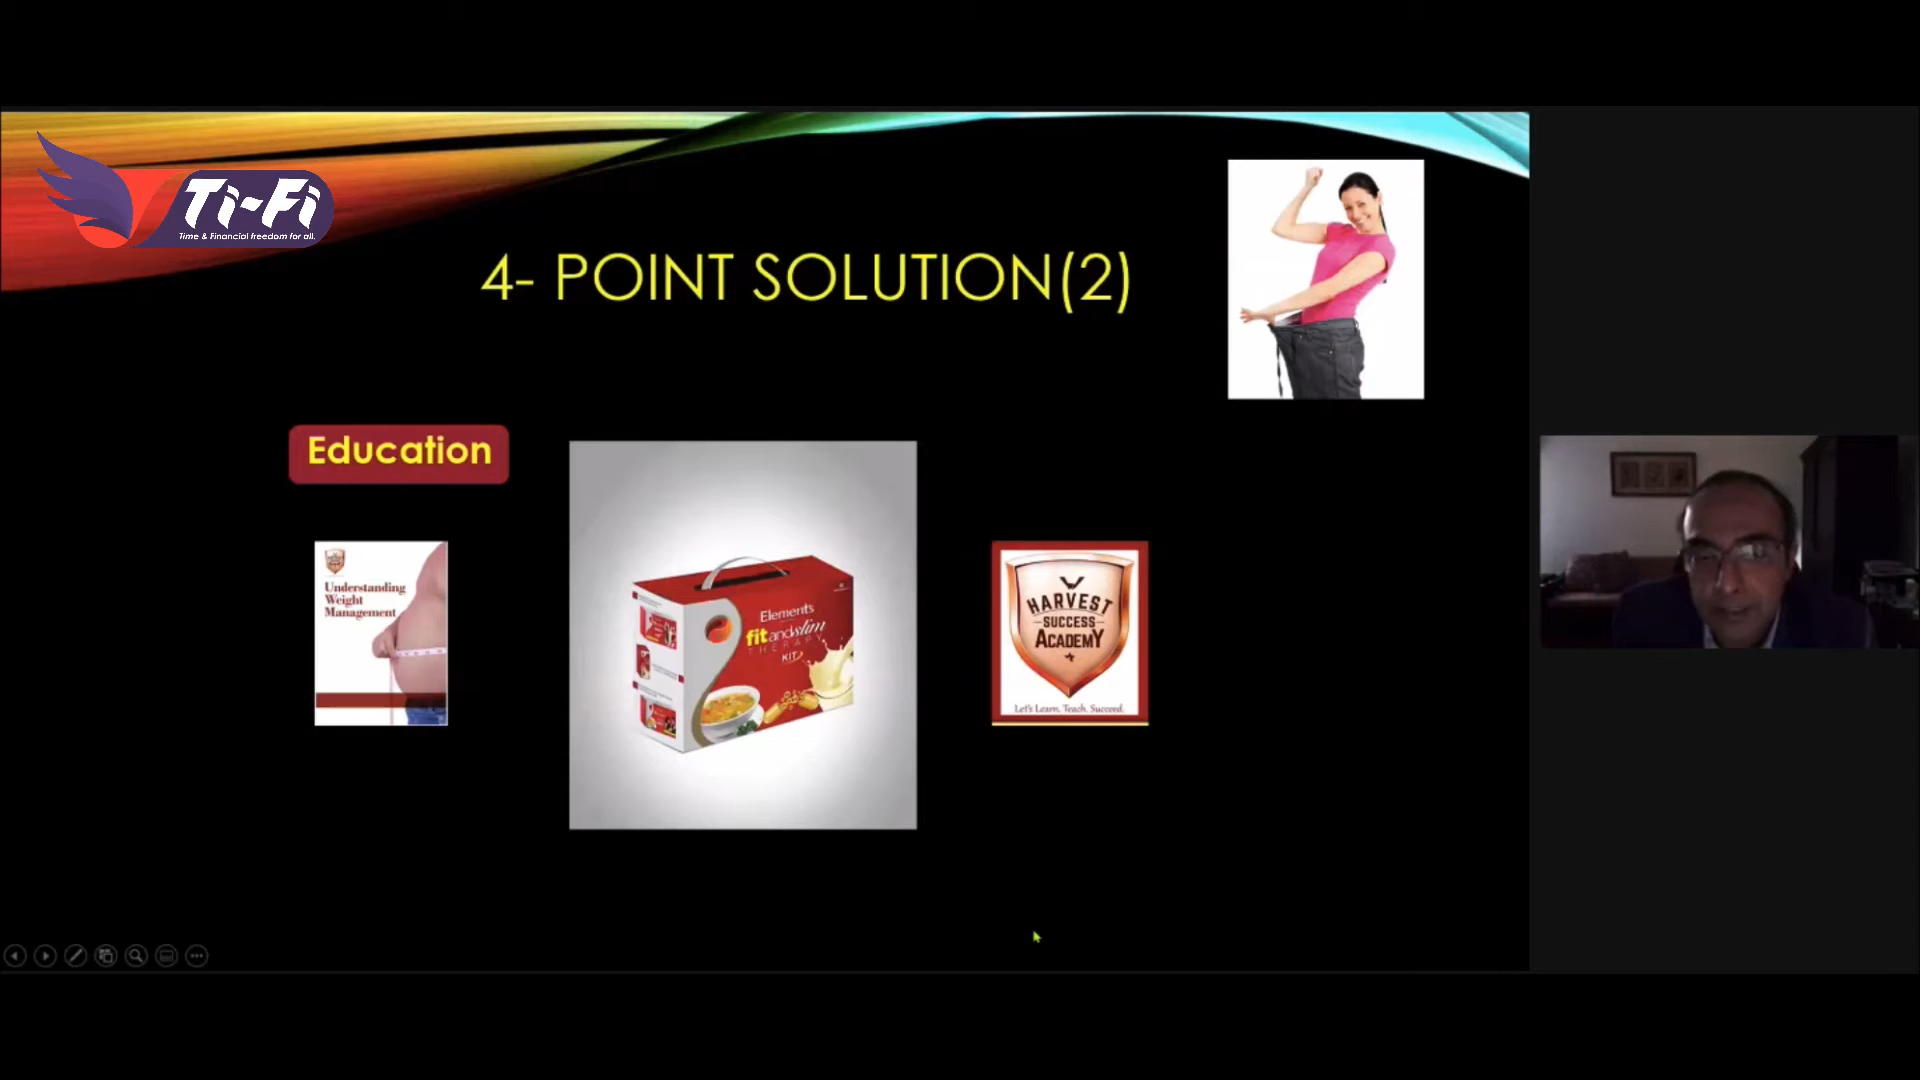 Ti-Fi
Time & Financial freedom for all.
4- POINT SOLUTION(2)
Education
Understanding
Weight
Management
Elements
fit and slim
THERAPY
KIT
HARVEST
SUCCESS
ACADEMY
Let's Learn. Teach. Succeed.